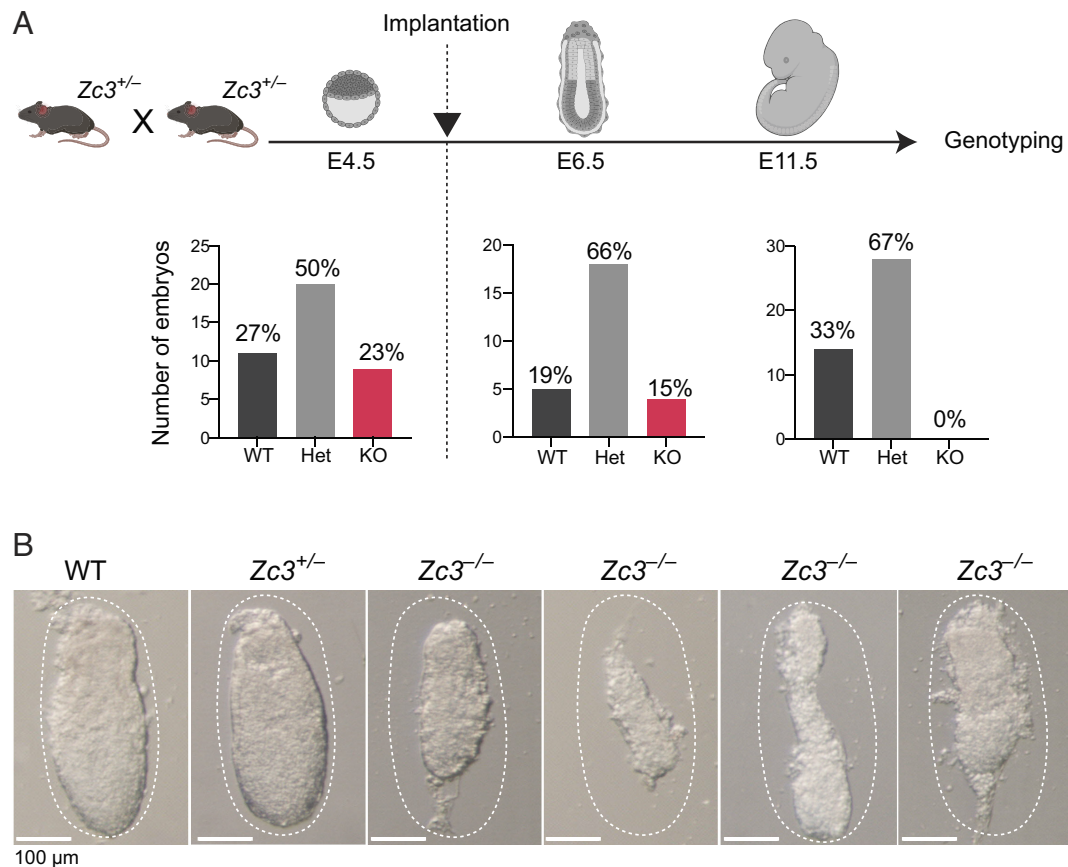 A
Implantation
Zc3+/– X Zc3+/–
E4.5 E6.5 E11.5 Genotyping
Number of embryos
25
20
15
10
5
0
27% 50% 23%
WT Het KO
20
15
10
5
0
19% 66% 15%
WT Het KO
30
20
10
0
33% 67% 0%
WT Het KO
B
WT Zc3+/– Zc3–/– Zc3–/– Zc3–/– Zc3–/–
100 µm